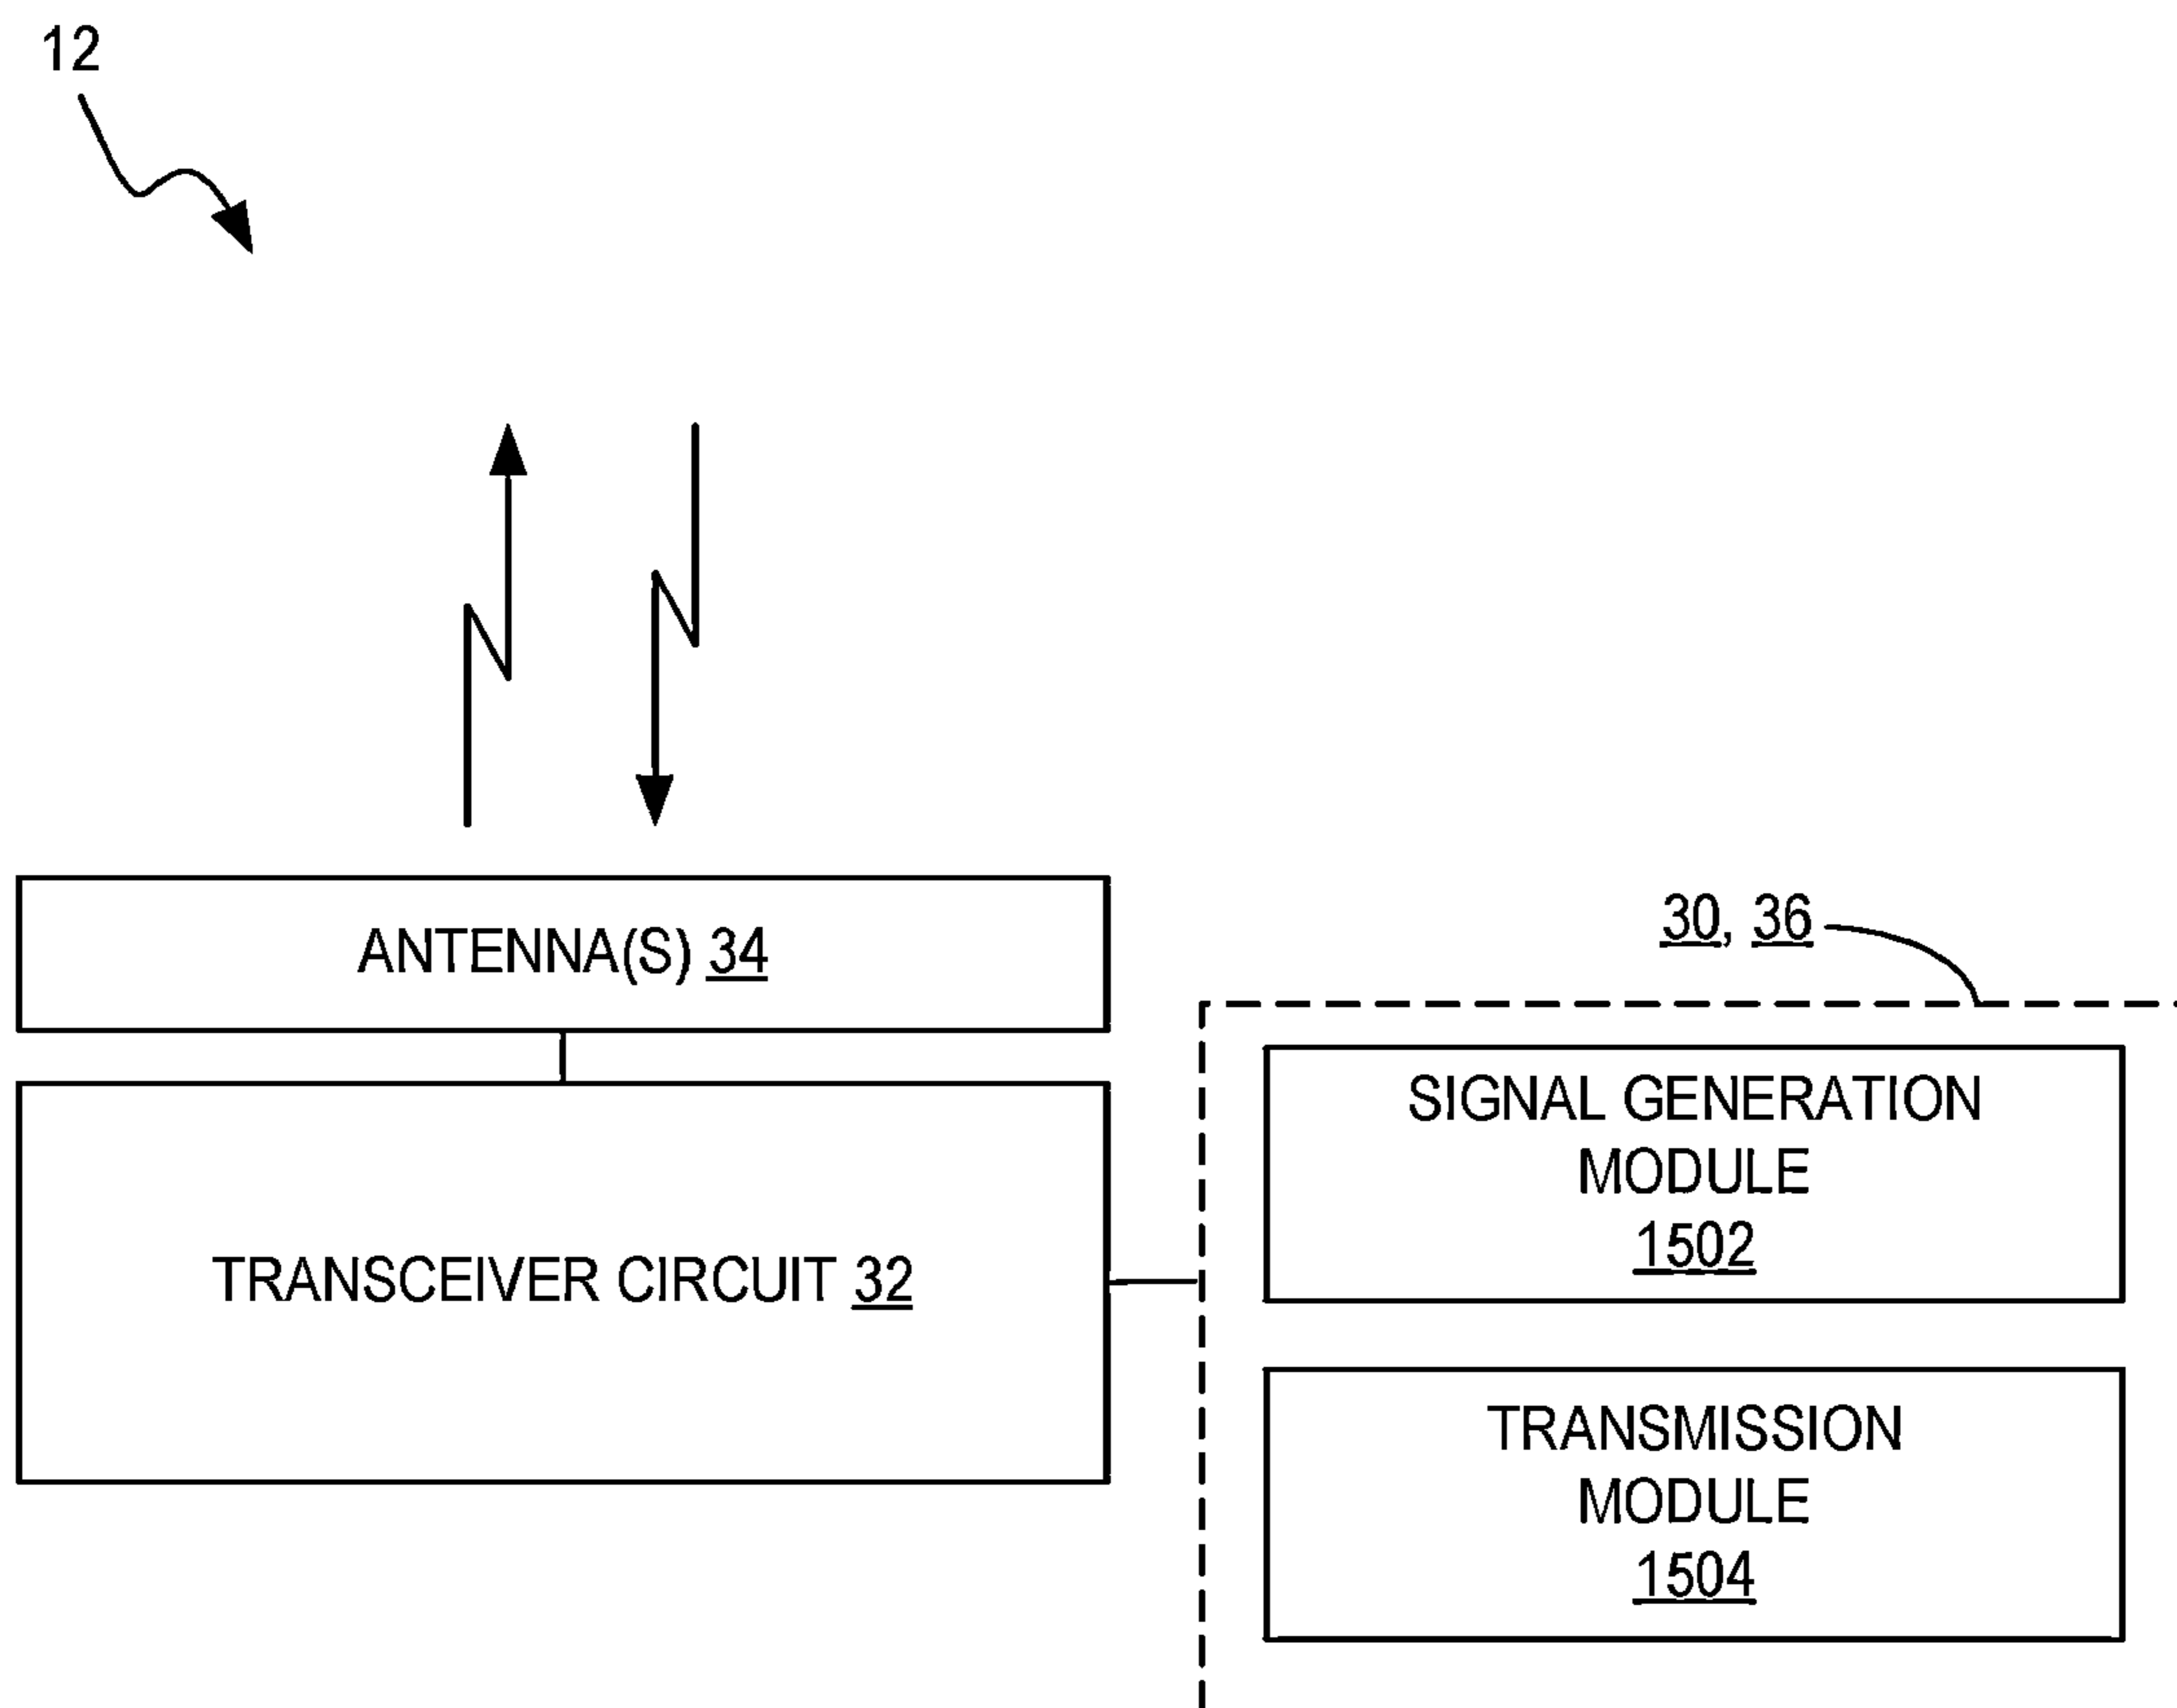 12
ANTENNA(S) 34
30, 36
SIGNAL GENERATION
MODULE
1502
TRANSCEIVER CIRCUIT 32
TRANSMISSION
MODULE
1504